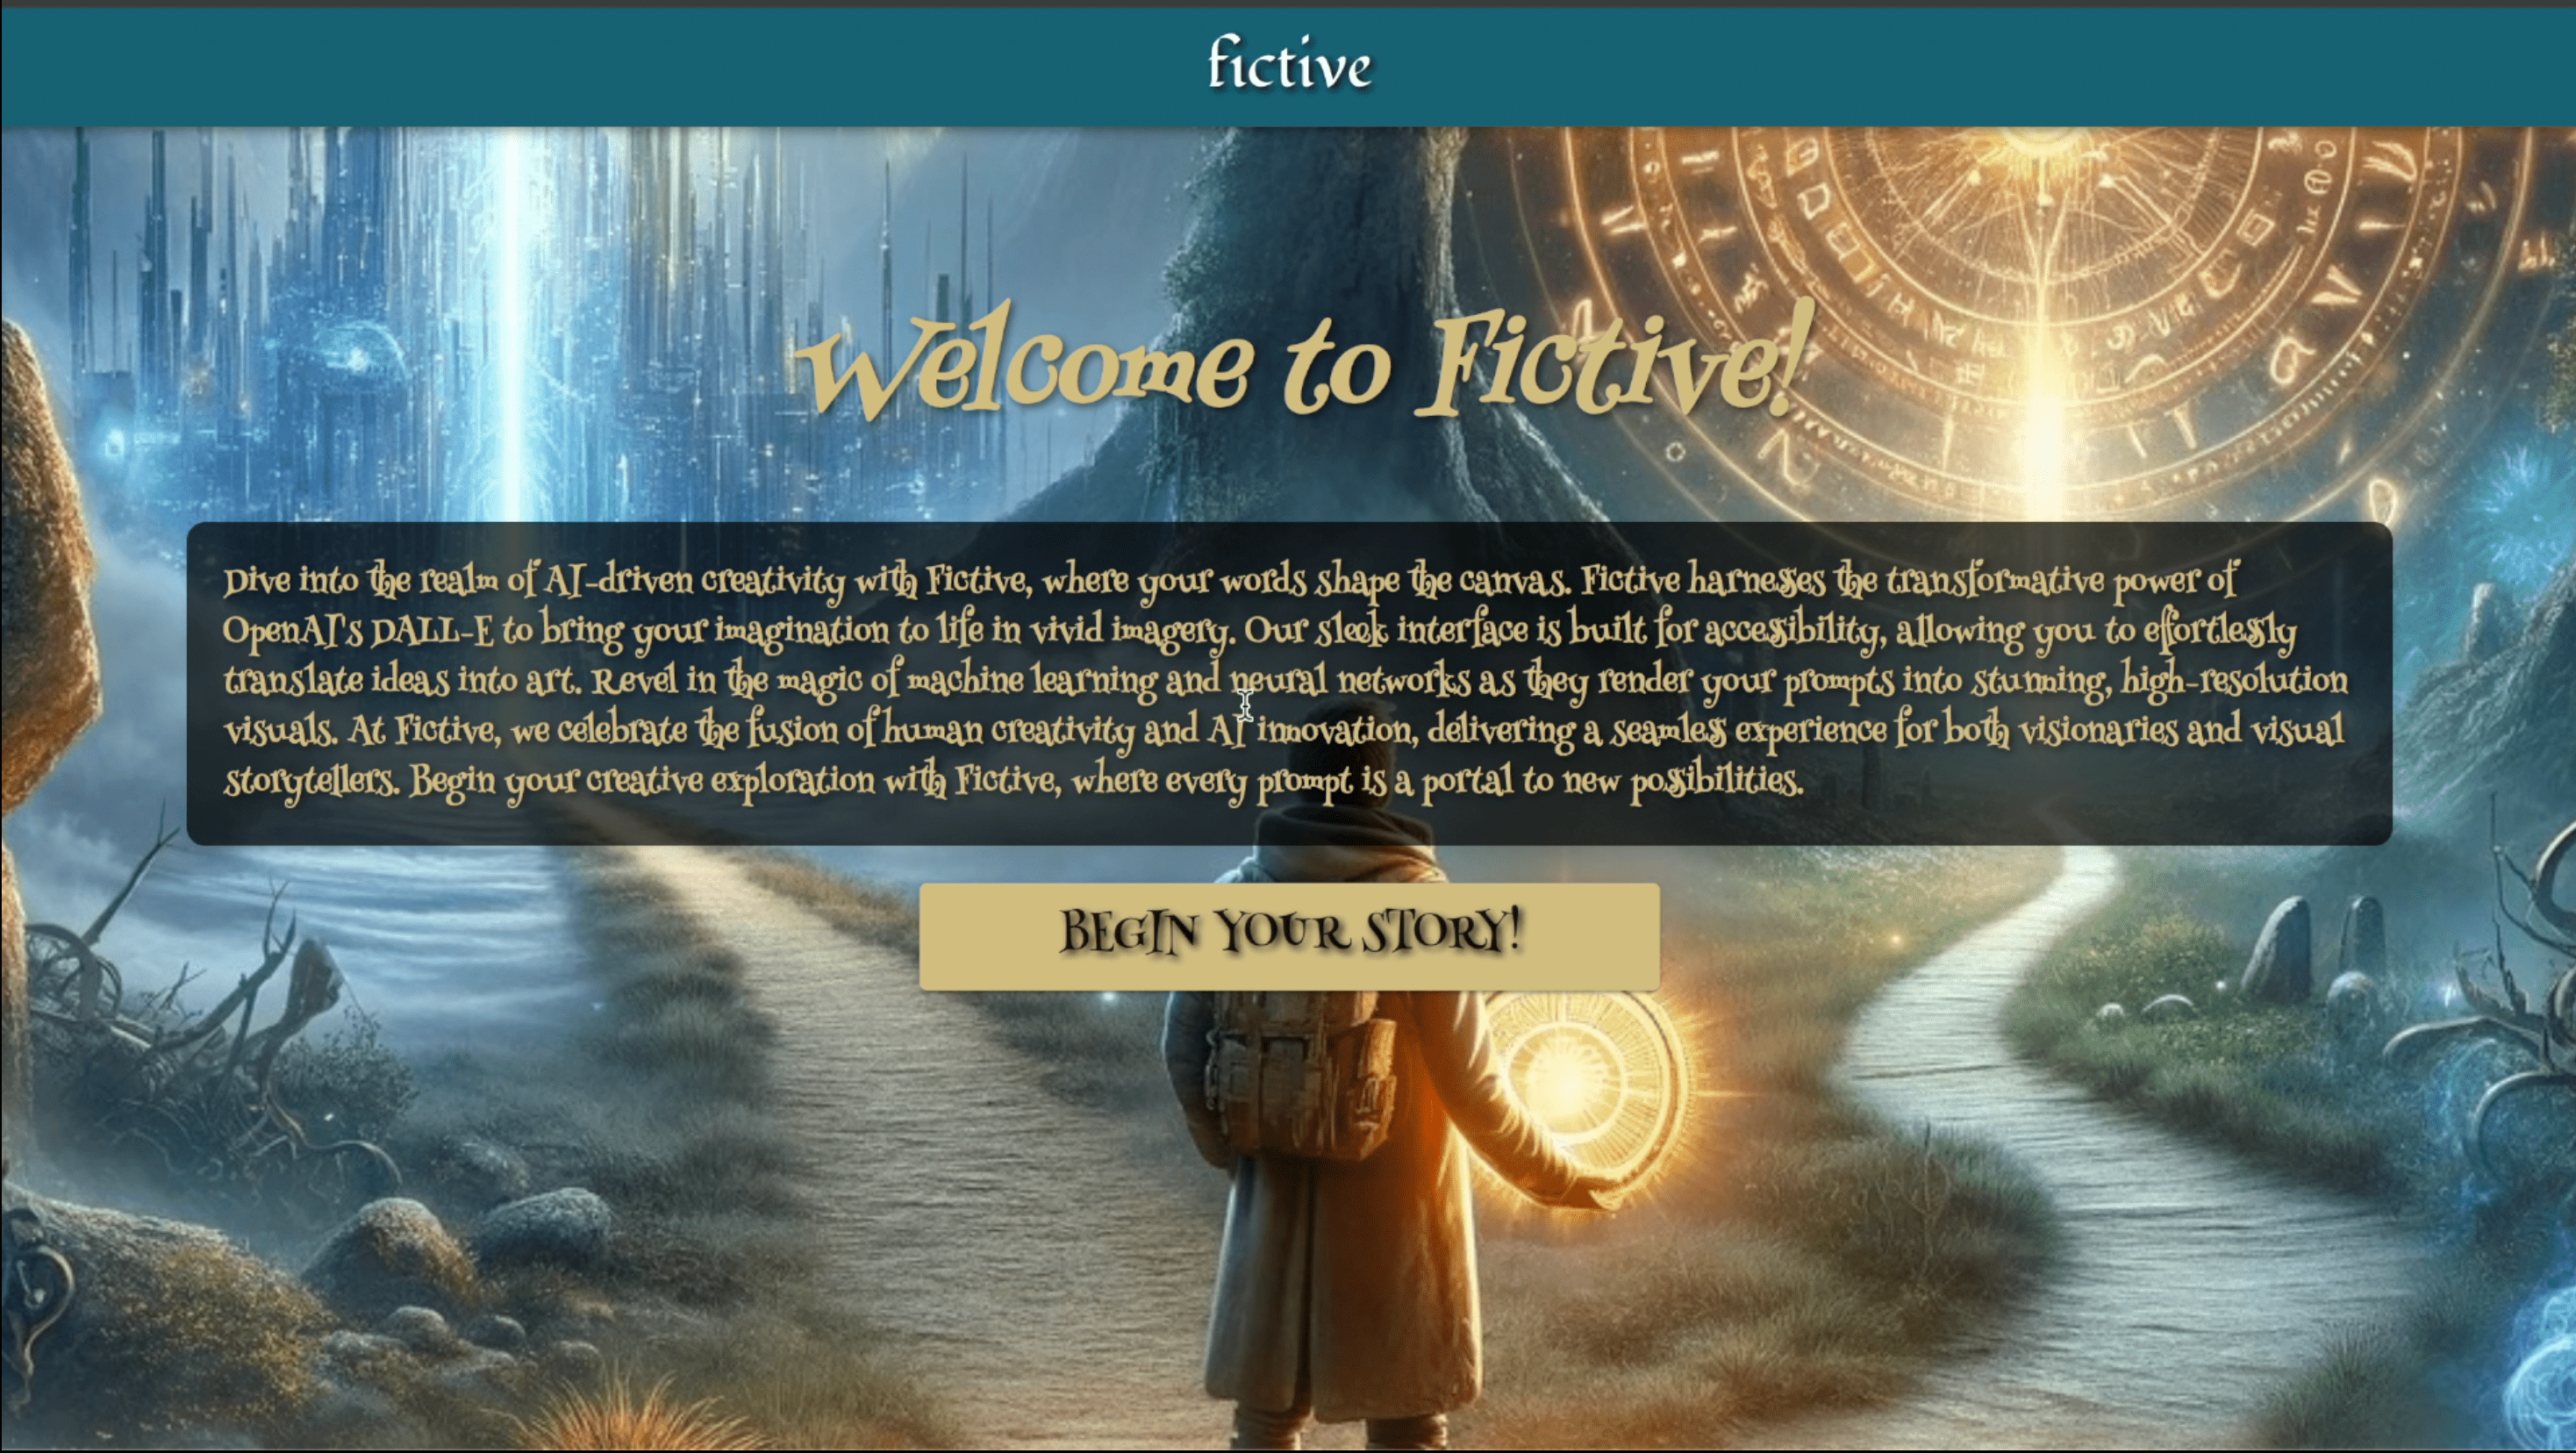 fictive
Welcome to Fictive!
Dive into the realm of AI-driven creativity with Fictive, where your words shape the canvas. Fictive harnesses the transformative power of
OpenAI's DALL-E to bring your imagination to life in vivid imagery. Our sleek interface is built for accessibility, allowing you to effortlessly
translate ideas into art. Revel in the magic of machine learning and neural networks as they render your prompts into stunning, high-resolution
visuals. At Fictive, we celebrate the fusion of human creativity and AI innovation, delivering a seamless experience for both visionaries and visual
storytellers. Begin your creative exploration with Fictive, where every prompt is a portal to new possibilities.
BEGIN YOUR STORY!